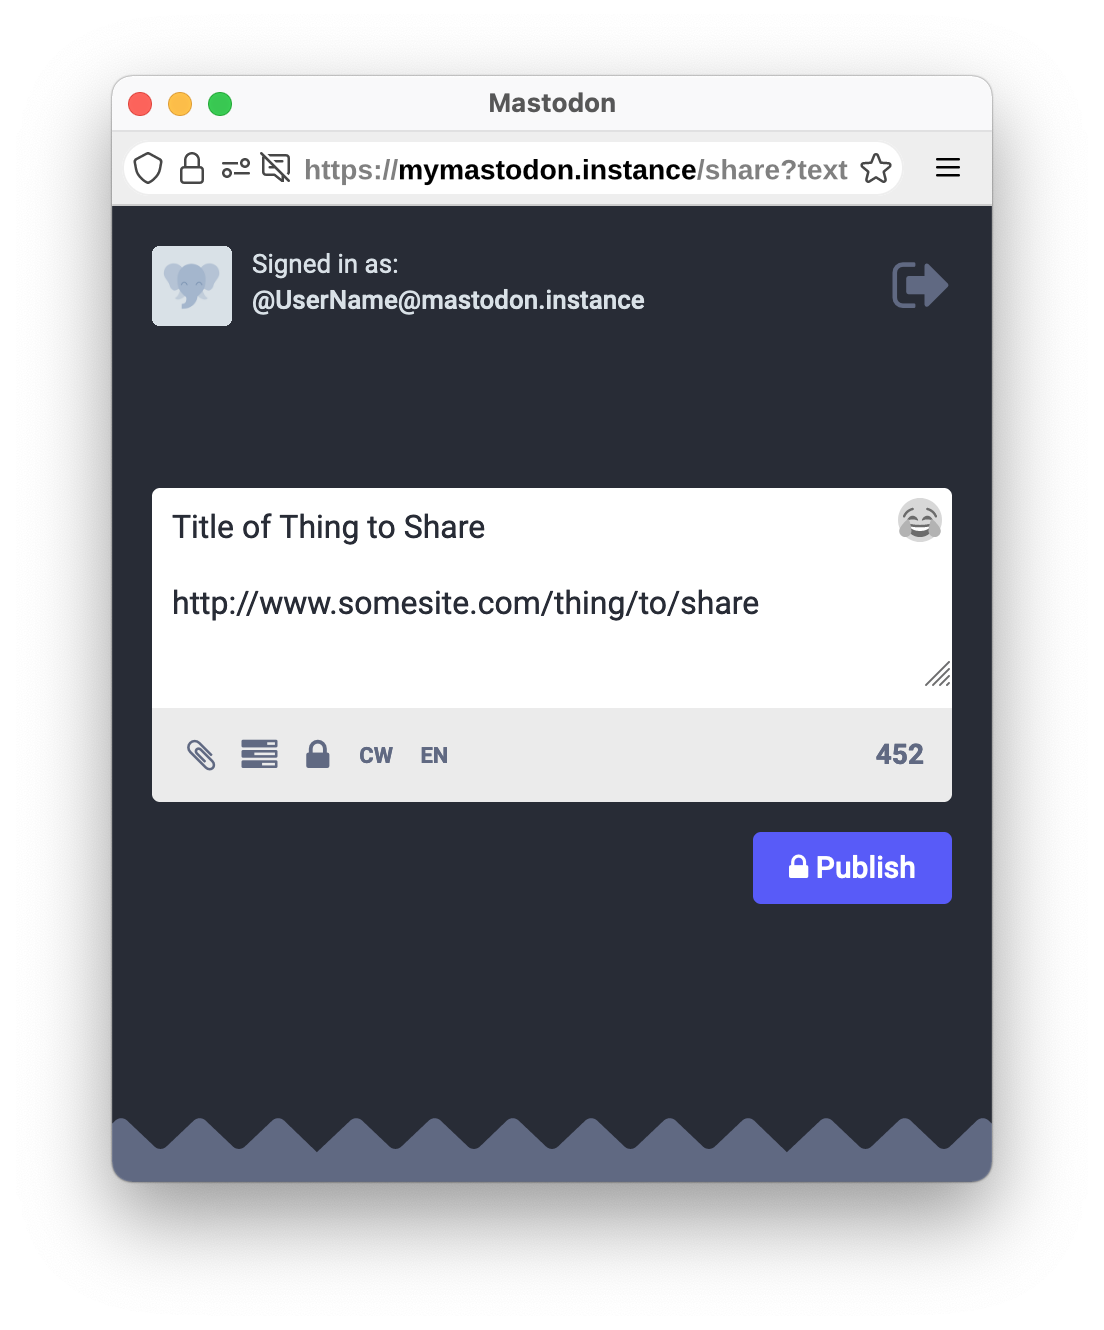 Mastodon
https://mymastodon.instance/share?text
Signed in as:
@UserName@mastodon.instance
Title of Thing to Share
http://www.somesite.com/thing/to/share
CW EN 452
Publish